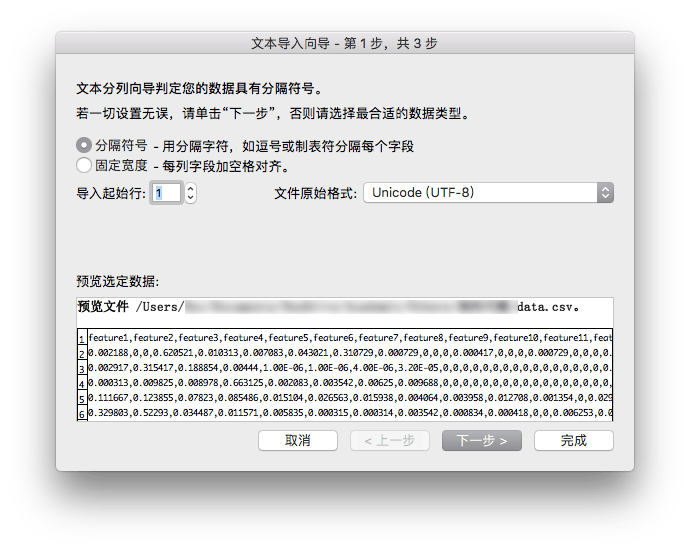 文本导入向导 - 第 1 步，共 3 步
文本分列向导判定您的数据具有分隔符号。
若一切设置无误，请单击“下一步”，否则请选择最合适的数据类型。
分隔符号 - 用分隔字符，如逗号或制表符分隔每个字段
固定宽度 - 每列字段加空格对齐。
导入起始行: 1 文件原始格式: Unicode (UTF-8)
预览选定数据:
预览文件 /Users/ data.csv。
1 feature1,feature2,feature3,feature4,feature5,feature6,feature7,feature8,feature9,feature10,feature11,feat
2 0.002188,0,0,0.620521,0.010313,0.007083,0.043021,0.310729,0.000729,0,0,0,0.000417,0,0,0,0.000729,0,0,0,0.
3 0.002917,0.315417,0.188854,0.00444,1.00E-06,1.00E-06,4.00E-06,3.20E-05,0,0,0,0,0,0,0,0,0,0,0,0,0,0,0,0,
4 0.000313,0.009825,0.008978,0.663125,0.002083,0.003542,0.00625,0.009688,0,0,0,0,0,0,0,0,0,0,0,0,0,0,0,0,
5 0.111667,0.123855,0.07823,0.085486,0.015104,0.026563,0.015938,0.004064,0.003958,0.012708,0.001354,0,0.029
6 0.329803,0.52293,0.034487,0.011571,0.005835,0.000315,0.000314,0.003542,0.000834,0.000418,0,0,0.006253,0.0
取消 < 上一步 下一步 > 完成